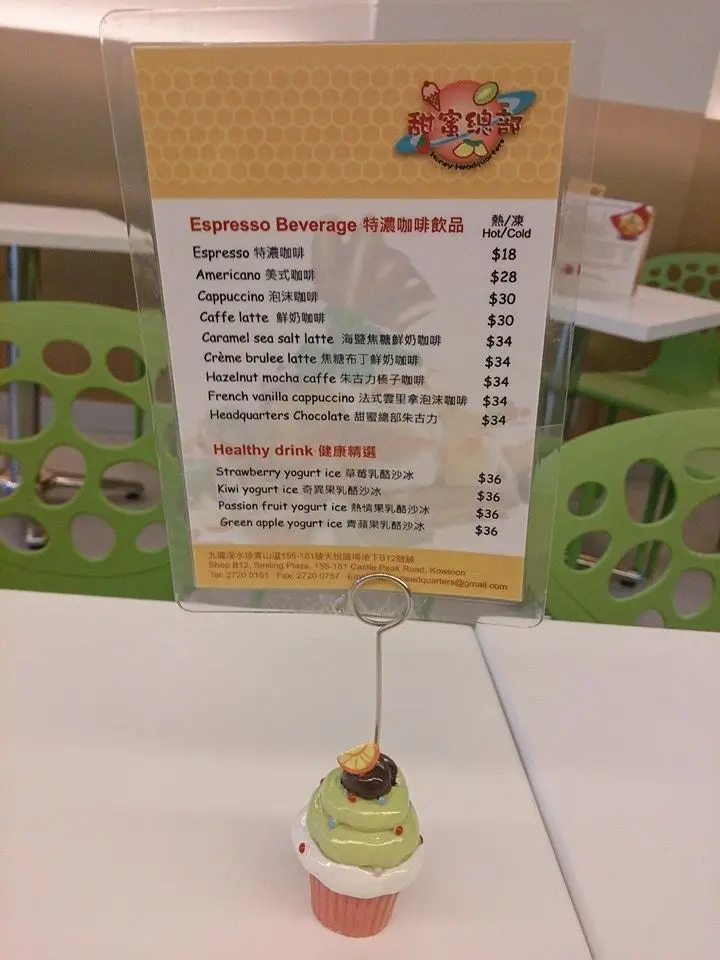 甜蜜總部
Honey Headquarters
Espresso Beverage 特濃咖啡飲品 熱/凍
Hot/Cold
Espresso 特濃咖啡 $18
Americano 美式咖啡 $28
Cappuccino 泡沫咖啡 $30
Caffe latte 鮮奶咖啡 $30
Caramel sea salt latte 海鹽焦糖鮮奶咖啡 $34
Crème brulee latte 焦糖布丁鮮奶咖啡 $34
Hazelnut mocha caffe 朱古力榛子咖啡 $34
French vanilla cappuccino 法式雲里拿泡沫咖啡 $34
Headquarters Chocolate 甜蜜總部朱古力 $34
Healthy drink 健康精選
Strawberry yogurt ice 草莓乳酪沙冰 $36
Kiwi yogurt ice 奇異果乳酪沙冰 $36
Passion fruit yogurt ice 熱情果乳酪沙冰 $36
Green apple yogurt ice 青蘋果乳酪沙冰 $36
九龍深水埗青山道155-181號天悅廣場地下B12號舖
Shop B12, Smiling Plaza, 155-181 Castle Peak Road, Kowloon
Tel: 2720 0151 Fax: 2720 0757 eadquarters@gmail.com